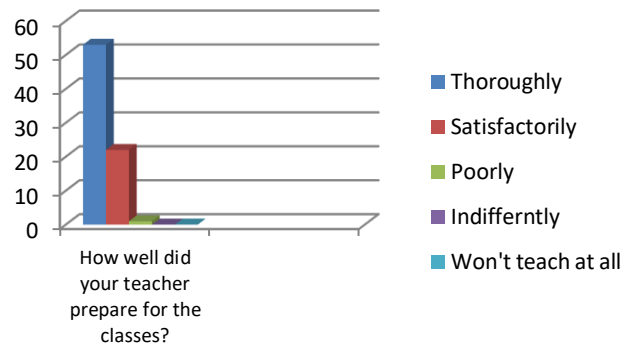 60
50
40
30
20
10
0
How well did
your teacher
prepare for the
classes?
Thoroughly
Satisfactorily
Poorly
Indifferntly
Won't teach at all